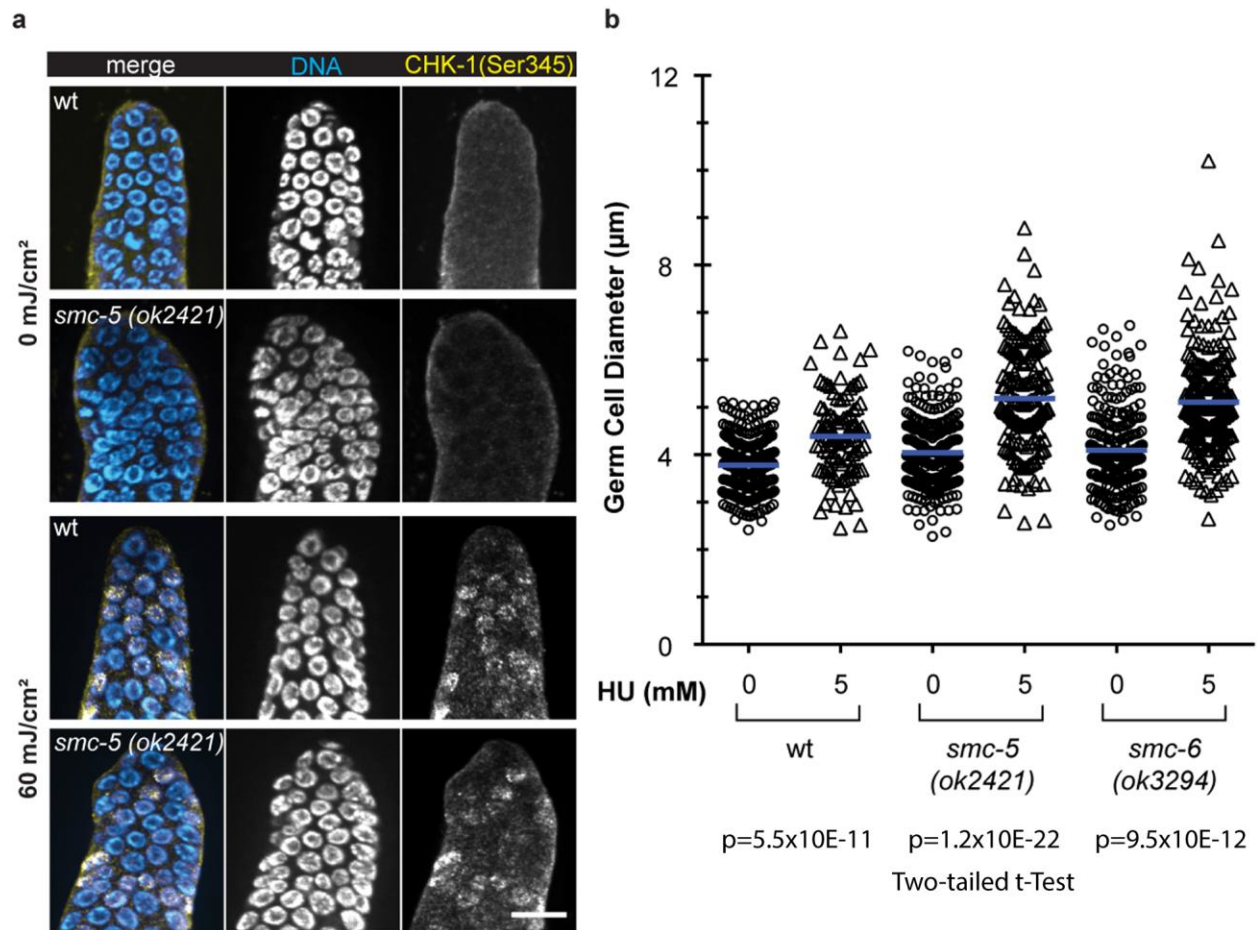 a
merge DNA CHK-1(Ser345)
0 mJ/cm²
wt
smc-5 (ok2421)
60 mJ/cm²
wt
smc-5 (ok2421)
b
Germ Cell Diameter (µm)
12
8
4
0
HU (mM) 0 5 0 5 0 5
wt smc-5 smc-6
(ok2421) (ok3294)
p=5.5x10E-11 p=1.2x10E-22 p=9.5x10E-12
Two-tailed t-Test